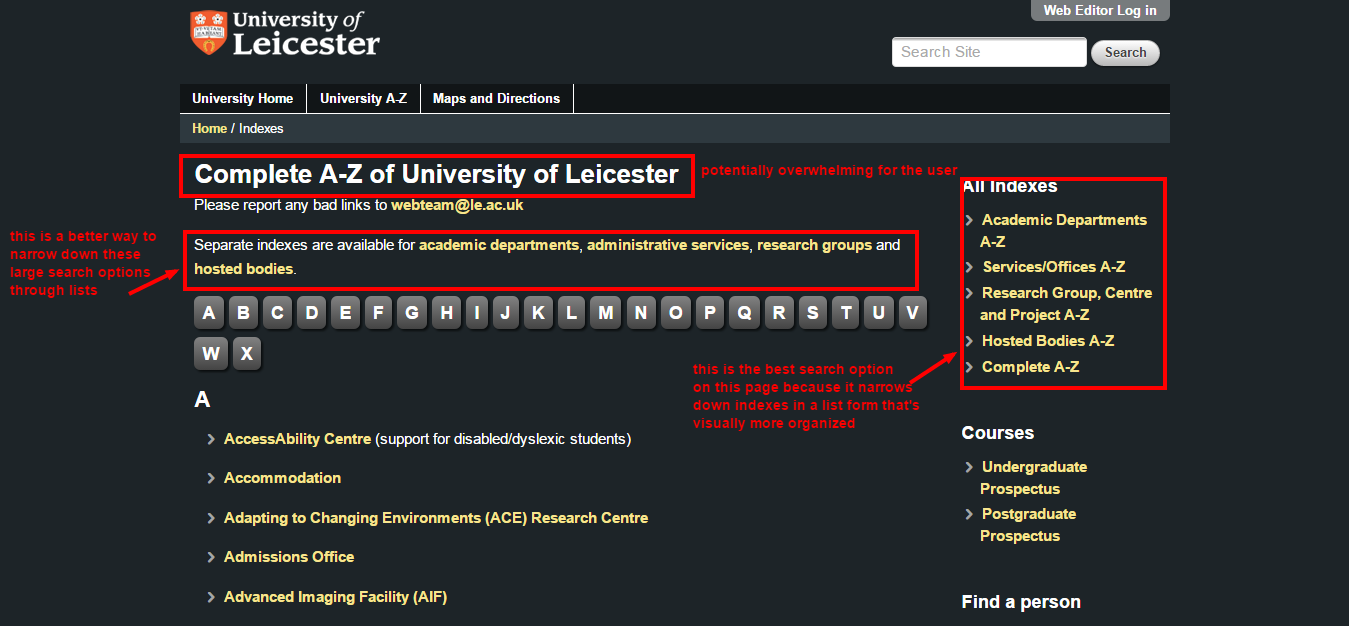 University of
Leicester
Web Editor Log in
Search Site
Search
University Home
University A-Z
Maps and Directions
Home / Indexes
Complete A-Z of University of Leicester
potentially overwhelming for the user
Please report any bad links to webteam@le.ac.uk
this is a better way to
narrow down these
large search options
through lists
Separate indexes are available for academic departments, administrative services, research groups and
hosted bodies.
A B C D E F G H I J K L M N O P Q R S T U V
W X
this is the best search option
on this page because it narrows
down indexes in a list form that's
visually more organized
A
AccessAbility Centre (support for disabled/dyslexic students)
Accommodation
Adapting to Changing Environments (ACE) Research Centre
Admissions Office
Advanced Imaging Facility (AIF)
All Indexes
Academic Departments
A-Z
Services/Offices A-Z
Research Group, Centre
and Project A-Z
Hosted Bodies A-Z
Complete A-Z
Courses
Undergraduate
Prospectus
Postgraduate
Prospectus
Find a person